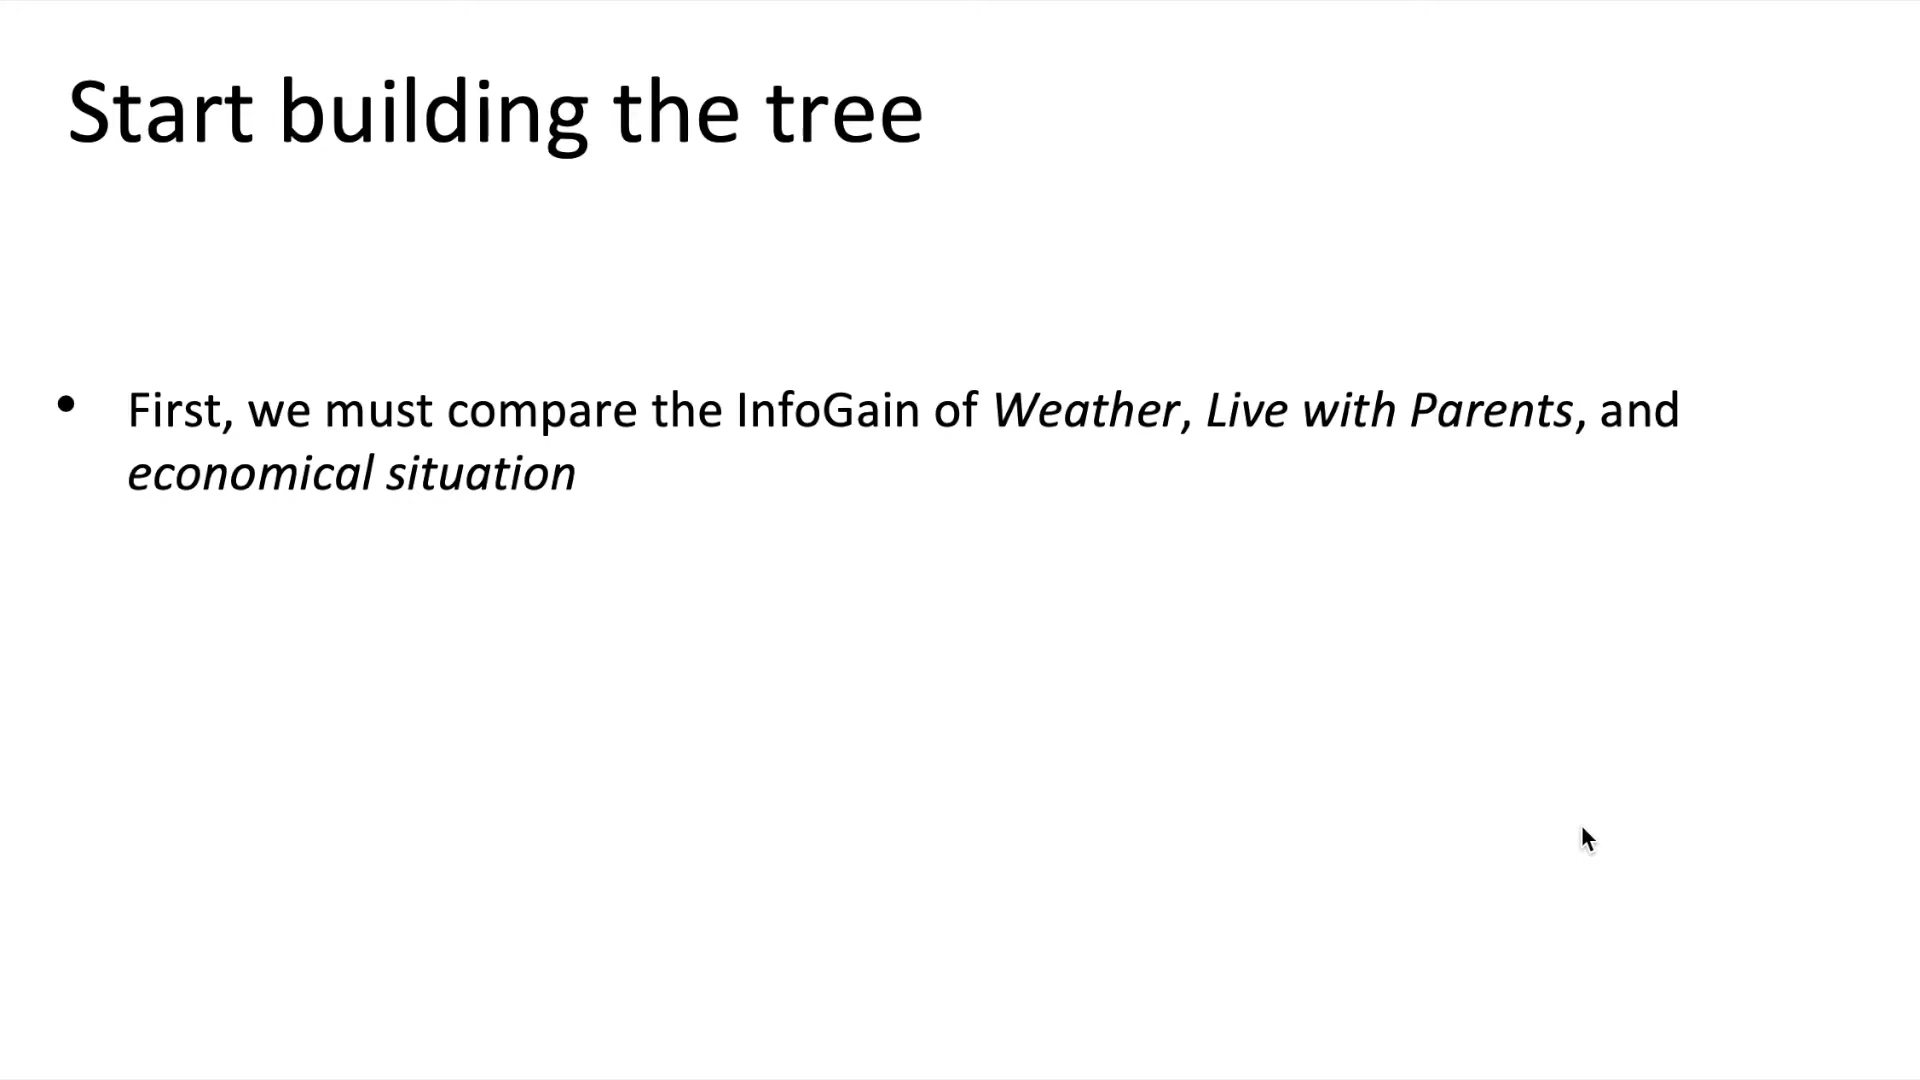 Start building the tree
• First, we must compare the InfoGain of Weather, Live with Parents, and
economical situation